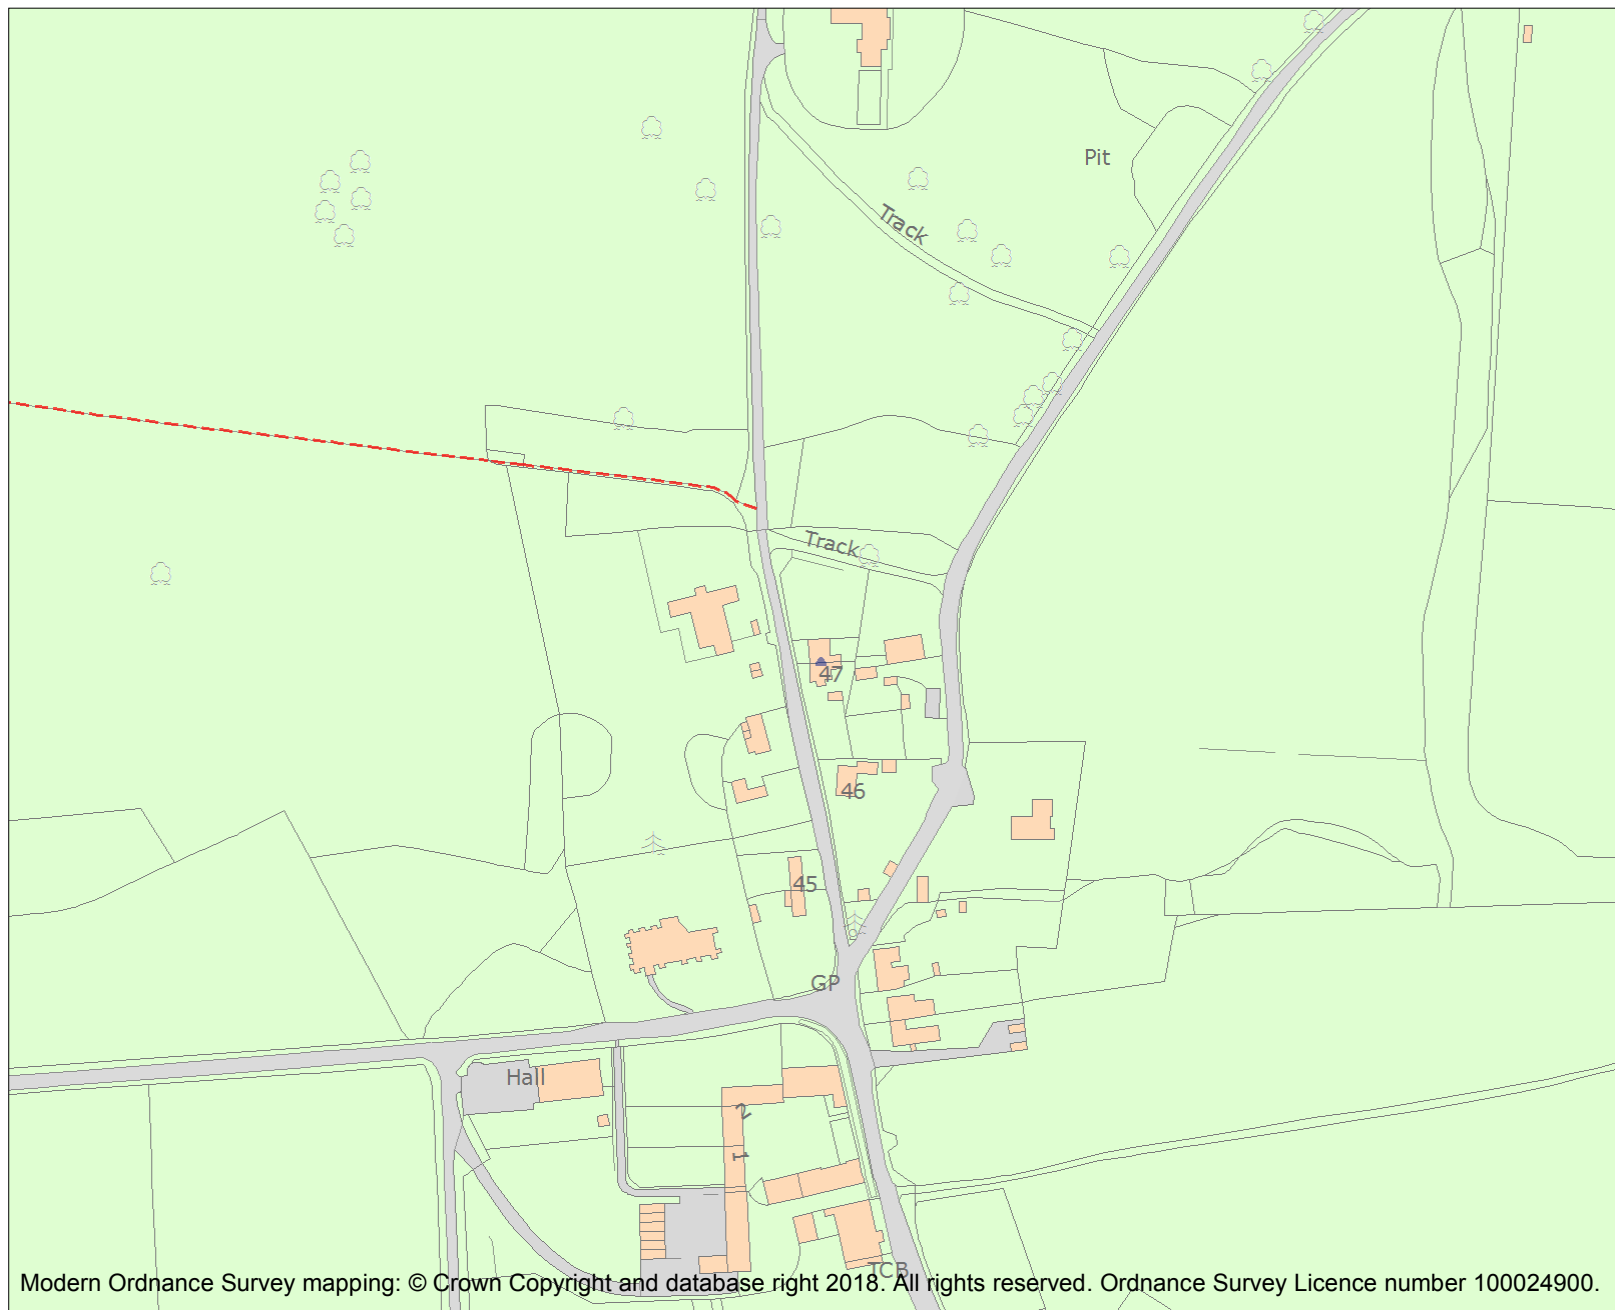 Pit
Track
Track
47
46
45
GP
Hall
2
1
TCB
Modern Ordnance Survey mapping: © Crown Copyright and database right 2018. All rights reserved. Ordnance Survey Licence number 100024900.